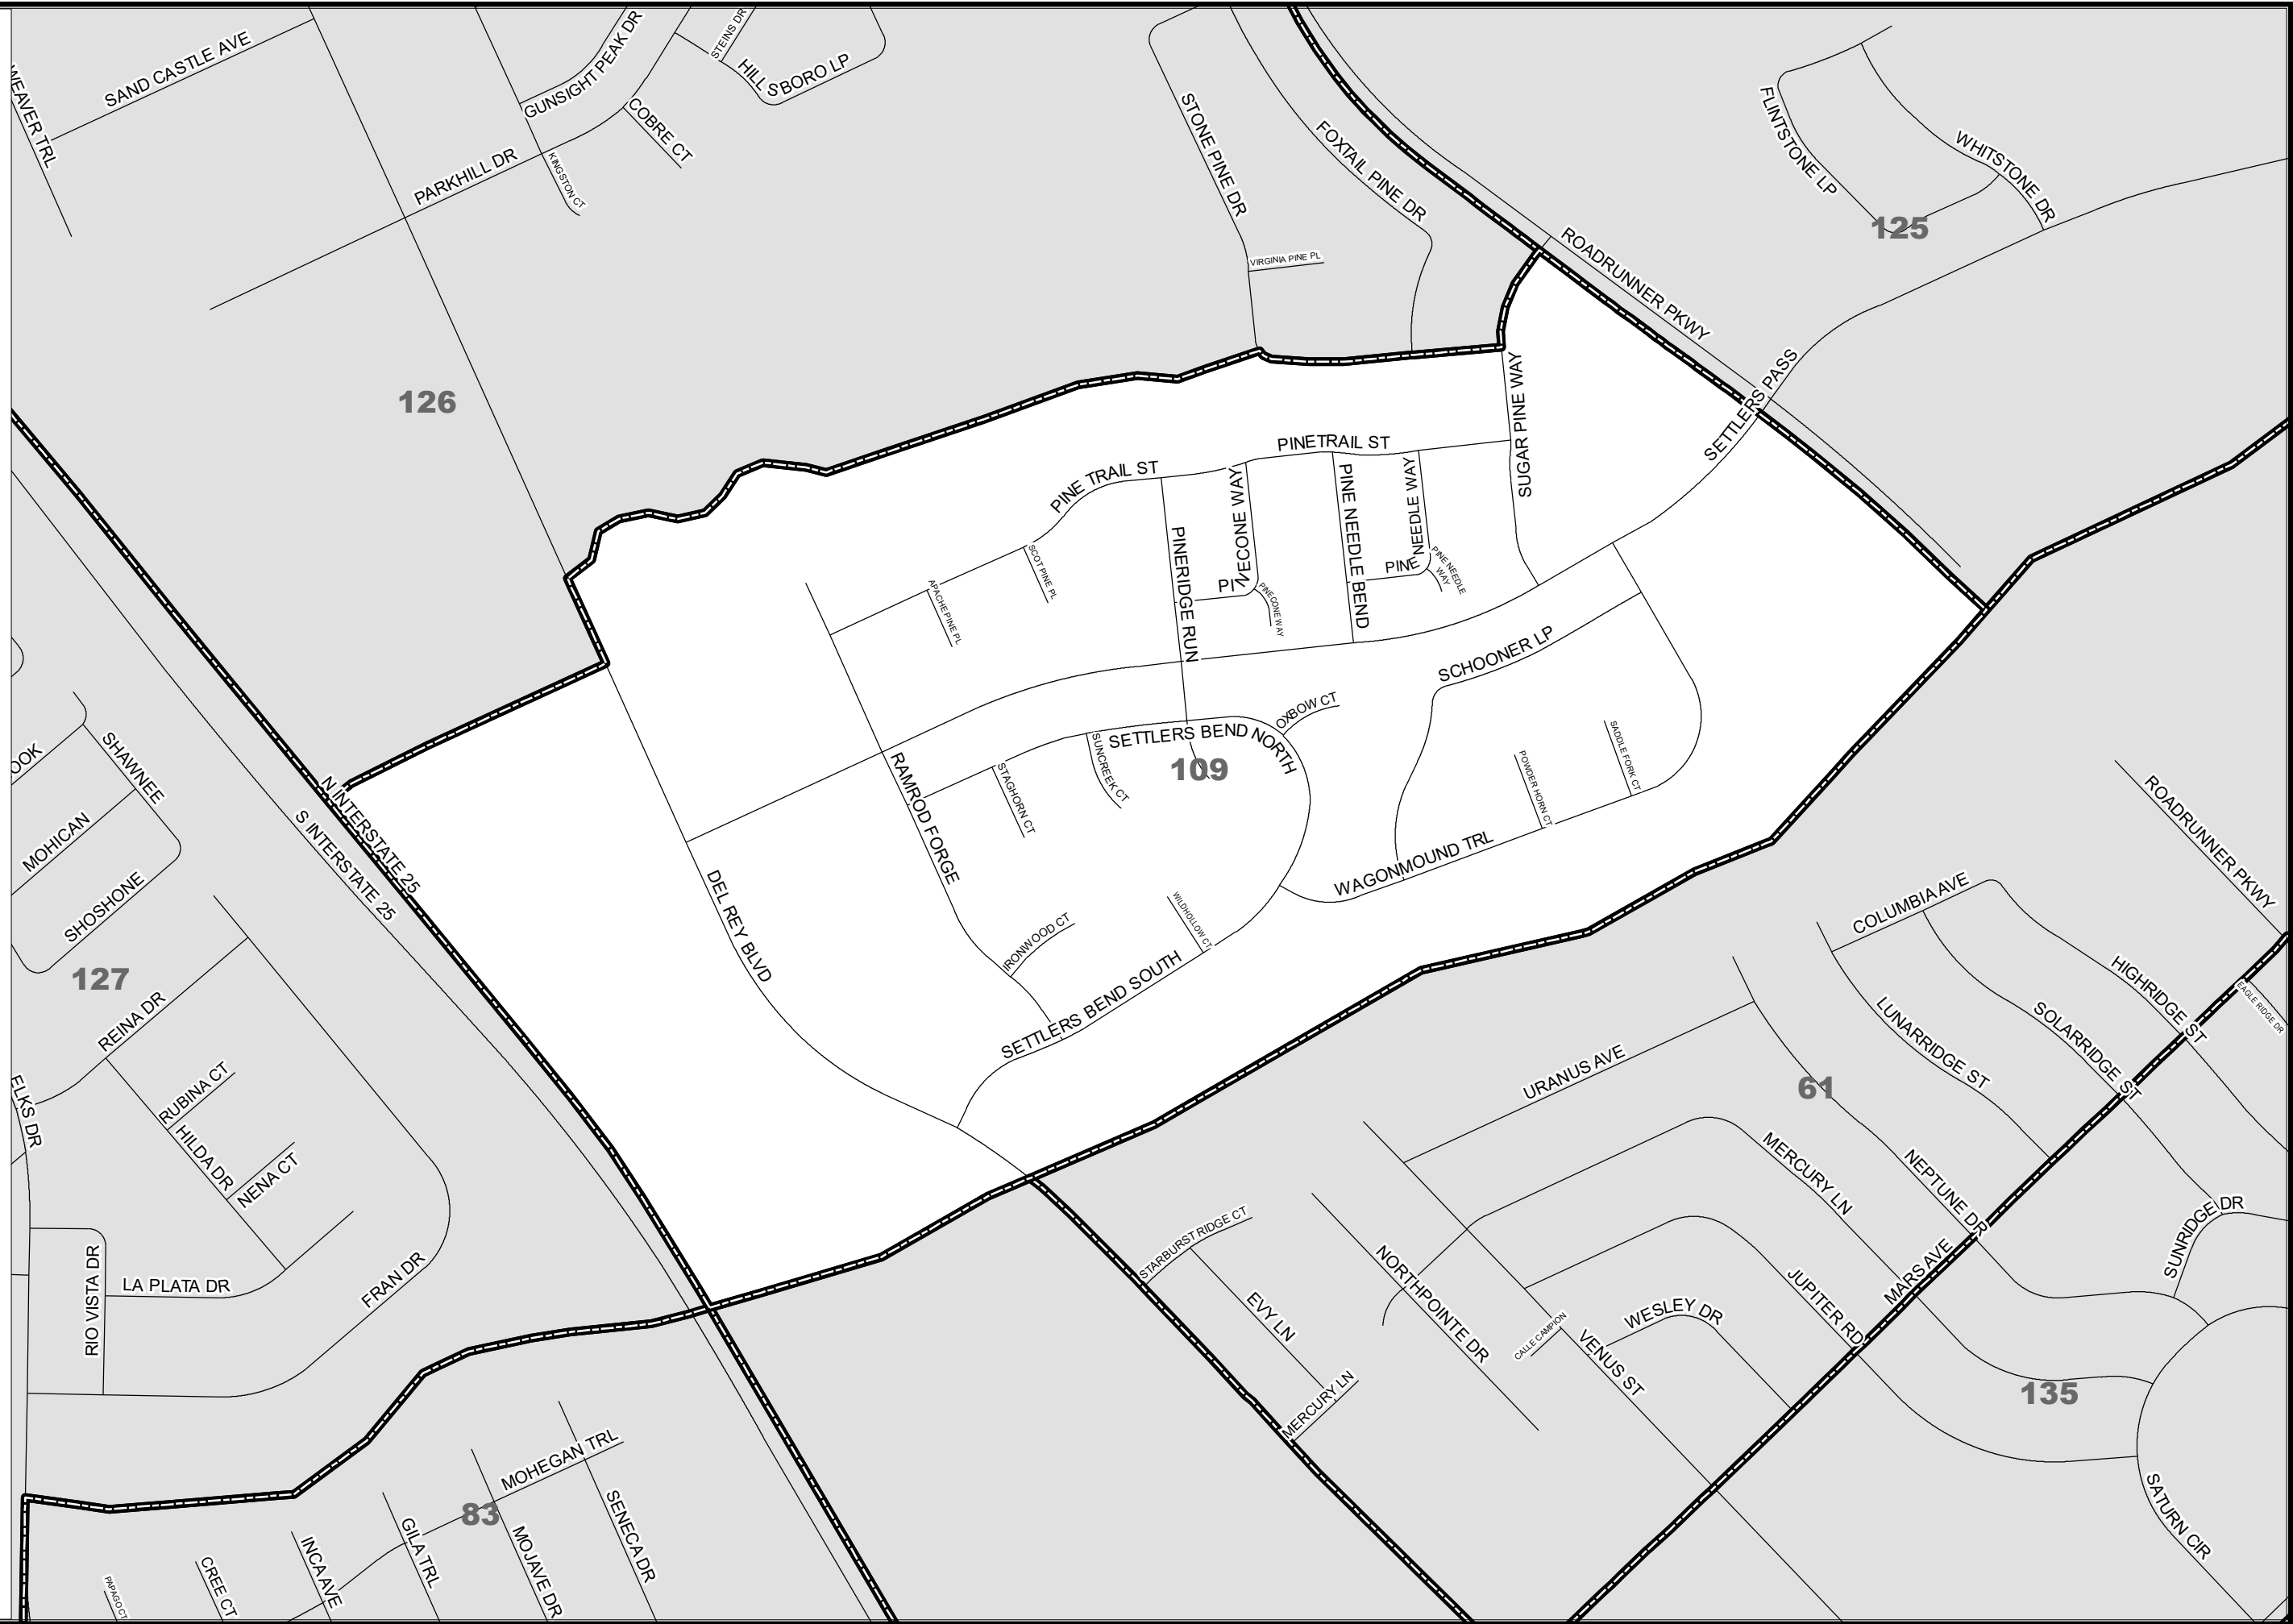 SAND CASTLE AVE
WEAVER TRL
GUNSIGHT PEAK DR
STEINS DR
HILLSBORO LP
COBRE CT
PARKHILL DR
KINGSTON CT
STONE PINE DR
FOXTAIL PINE DR
VIRGINIA PINE PL
FLINTSTONE LP
WHITSTONE DR
125
ROADRUNNER PKWY
SETTLERS PASS
126
SUGAR PINE WAY
PINETRAIL ST
PINE TRAIL ST
PINERIDGE RUN
PINECONE WAY
PINECONE WAY
PINE NEEDLE BEND
PINE NEEDLE WAY
PINE NEEDLE
WAY
SCOT PINE PL
APACHE PINE PL
SCHOONER LP
OXBOW CT
SETTLERS BEND NORTH
109
SUNCREEK CT
STAGHORN CT
RAMROD FORGE
SADDLE FORK CT
POWDER HORN CT
WAGONMOUND TRL
WILDHOLLOW CT
IRONWOOD CT
SETTLERS BEND SOUTH
DEL REY BLVD
N INTERSTATE 25
S INTERSTATE 25
OOK
SHAWNEE
MOHICAN
SHOSHONE
127
REINA DR
RUBINA CT
HILDA DR
NENA CT
ELKS DR
RIO VISTA DR
LA PLATA DR
FRAN DR
ROADRUNNER PKWY
COLUMBIA AVE
HIGHRIDGE ST
EAGLE RIDGE DR
LUNARRIDGE ST
SOLARRIDGE ST
URANUS AVE
61
MERCURY LN
NEPTUNE DR
SUNRIDGE DR
MARS AVE
JUPITER RD
STARBURST RIDGE CT
EVY LN
NORTHPOINTE DR
CALLE CAMPION
WESLEY DR
VENUS ST
MERCURY LN
135
SATURN CIR
MOHEGAN TRL
83
SENECA DR
MOJAVE DR
GILA TRL
INCA AVE
CREE CT
PAPAGO CT